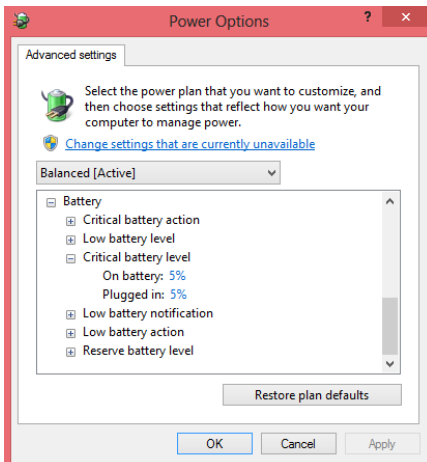 Power Options
?
×
Advanced settings
Select the power plan that you want to customize, and
then choose settings that reflect how you want your
computer to manage power.
Change settings that are currently unavailable
Balanced [Active]
Battery
Critical battery action
Low battery level
Critical battery level
On battery: 5%
Plugged in: 5%
Low battery notification
Low battery action
Reserve battery level
Restore plan defaults
OK Cancel Apply